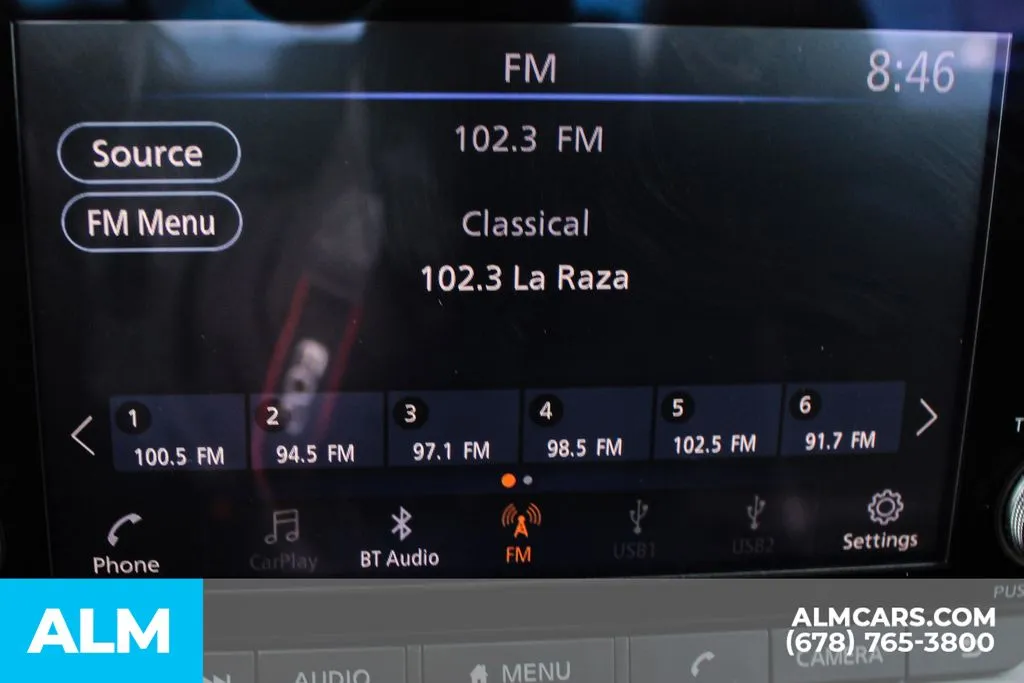 FM
8:46
Source
102.3 FM
FM Menu
Classical
102.3 La Raza
1 2 3 4 5 6
100.5 FM 94.5 FM 97.1 FM 98.5 FM 102.5 FM 91.7 FM
Phone CarPlay BT Audio FM USB1 USB2 Settings
ALM
ALMCARS.COM
(678) 765-3800
AUDIO MENU CAMERA